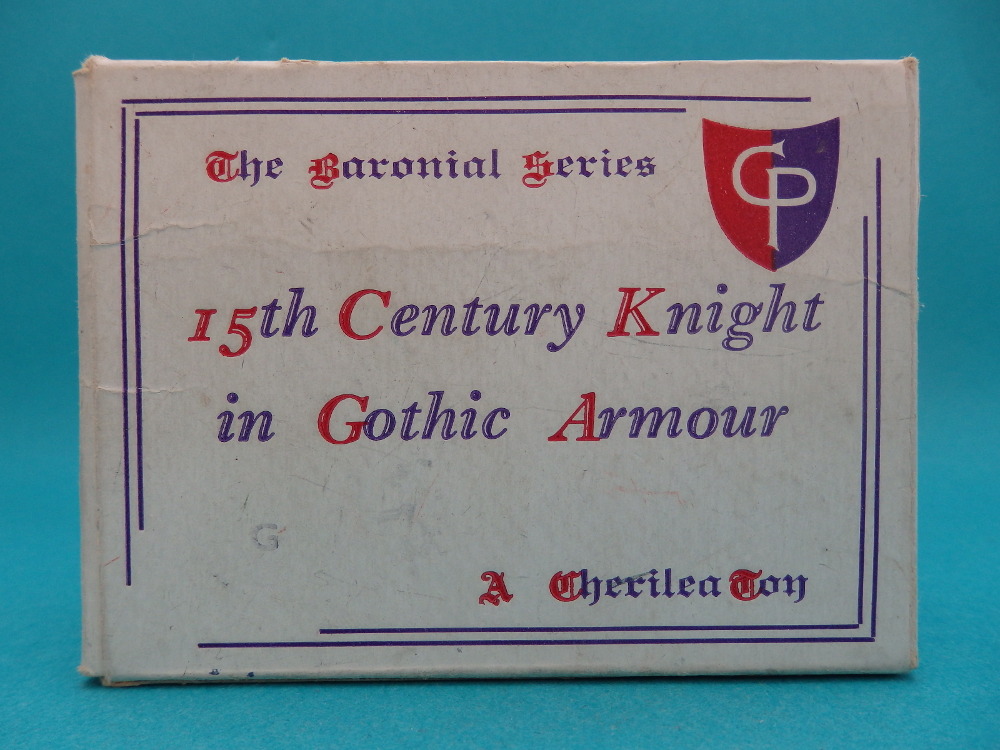 The Baronial Series
CP
15th Century Knight
in Gothic Armour
G
A Cherilea Toy